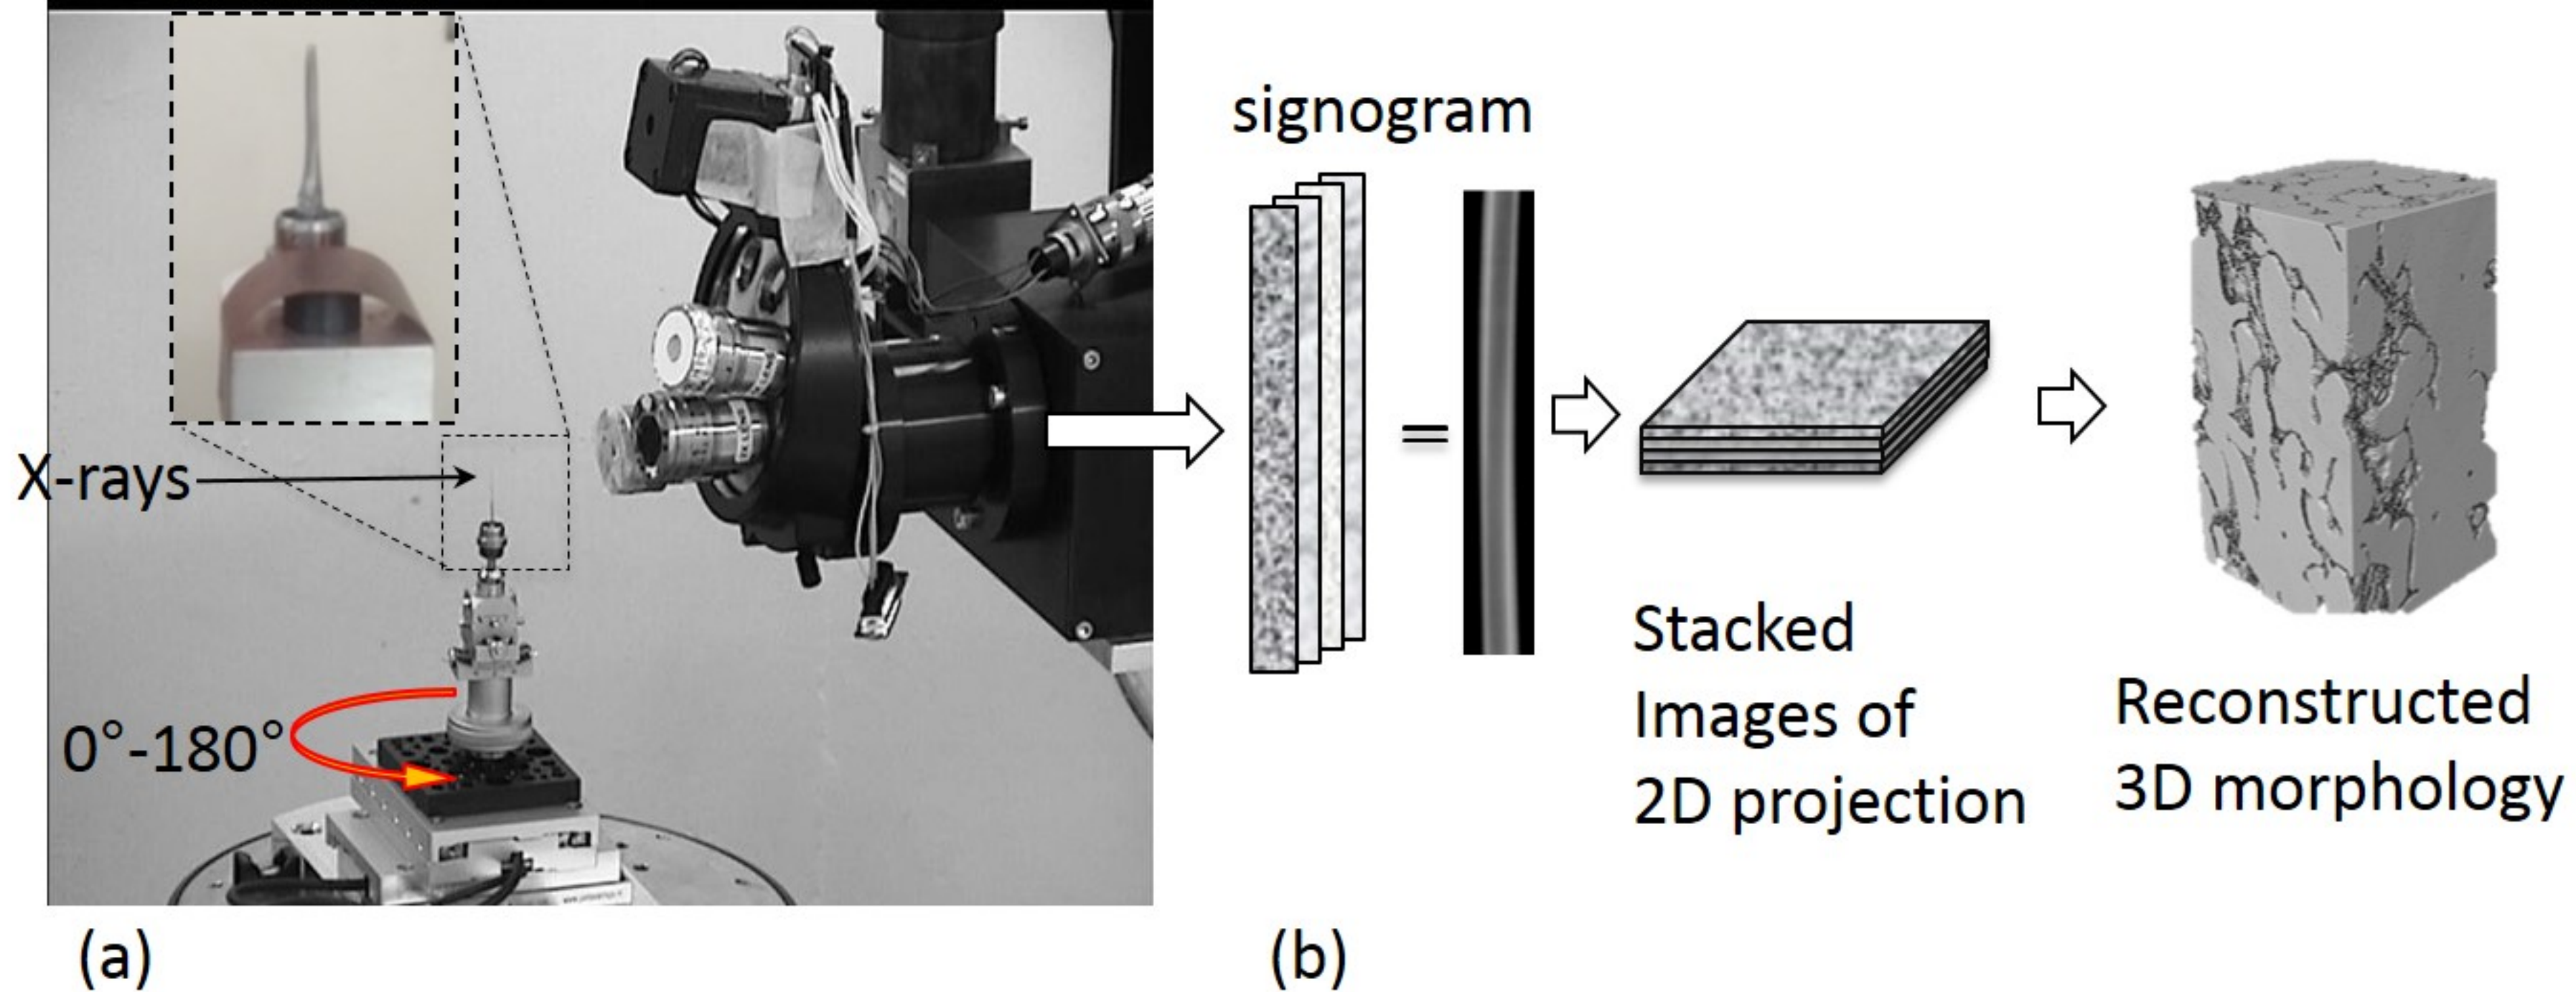 X-rays
0°-180°
(a)
signogram
=
Stacked
Images of
2D projection
Reconstructed
3D morphology
(b)